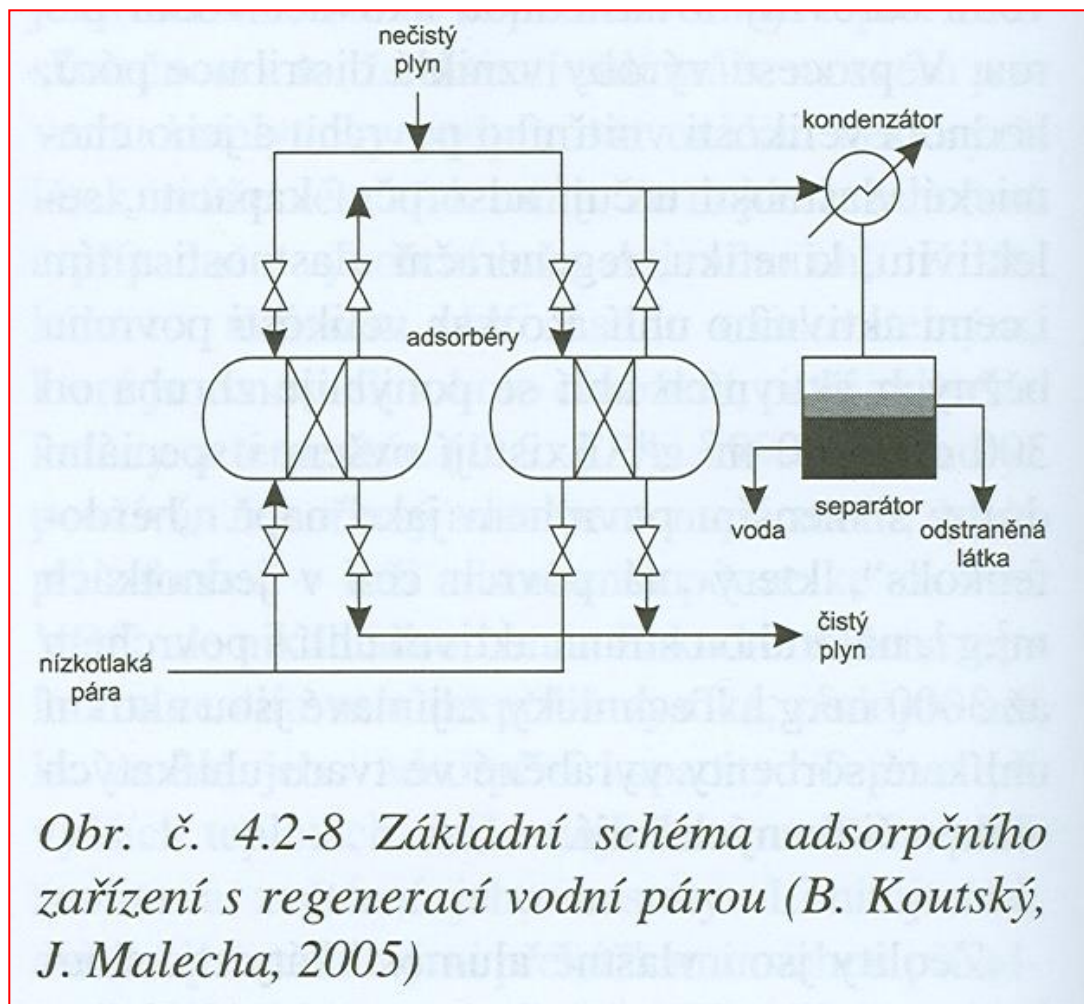 nečistý
plyn
kondenzátor
adsorbéry
separátor
voda
odstraněná
látka
čistý
plyn
nízkotlaká
pára
Obr. č. 4.2-8 Základní schéma adsorpčního
zařízení s regenerací vodní párou (B. Koutský,
J. Malecha, 2005)